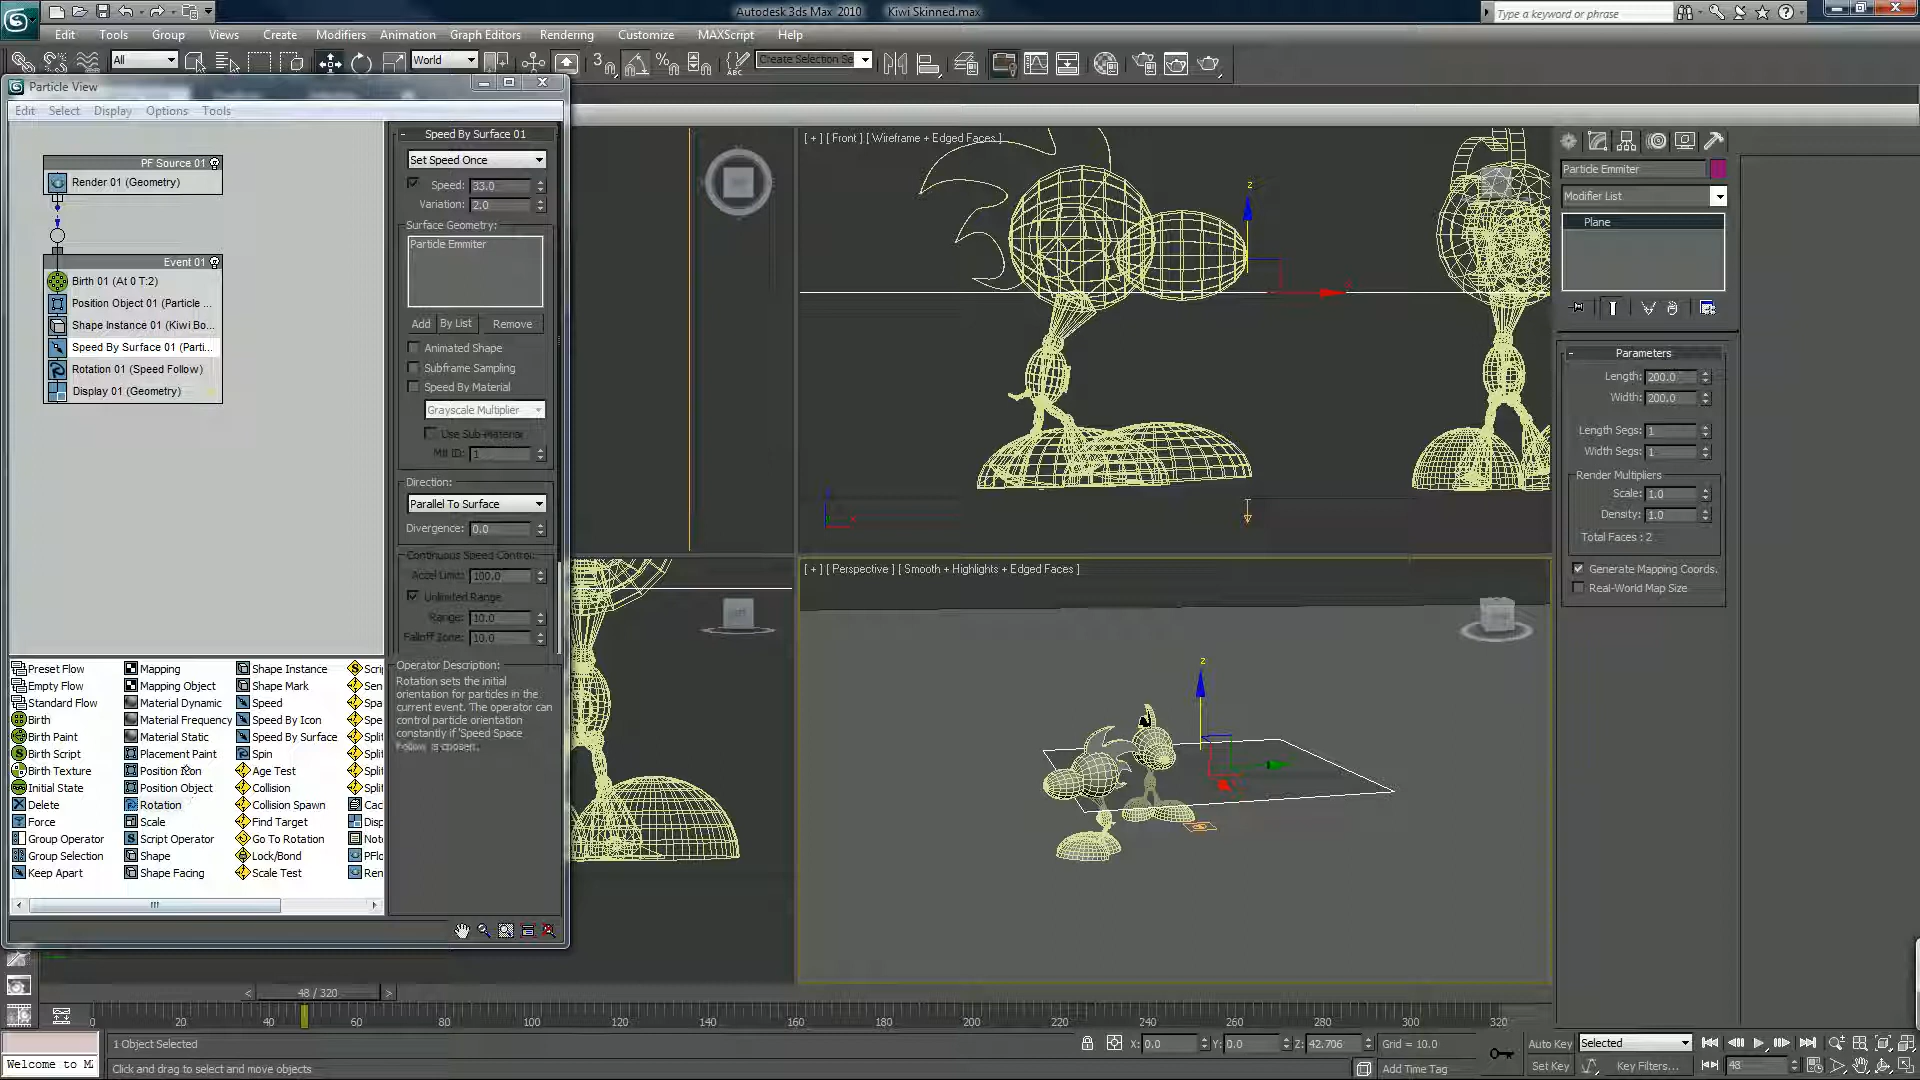 Autodesk 3ds Max 2010 Kiwi Skinned.max
Type a keyword or phrase
Edit Tools Group Views Create Modifiers Animation Graph Editors Rendering Customize MAXScript Help
All
World
Create Selection Se
Particle View
Edit Select Display Options Tools
PF Source 01
Render 01 (Geometry)
Event 01
Birth 01 (At 0 T:2)
Position Object 01 (Particle ...
Shape Instance 01 (Kiwi Bo...
Speed By Surface 01 (Parti...
Rotation 01 (Speed Follow)
Display 01 (Geometry)
Speed By Surface 01
Set Speed Once
Speed: 33.0
Variation: 2.0
Surface Geometry:
Particle Emmiter
Add By List Remove
Animated Shape
Subframe Sampling
Speed By Material
Grayscale Multiplier
Use Sub-Material
Mtl ID: 1
Direction:
Parallel To Surface
Divergence: 0.0
Continuous Speed Control:
Accel Limit: 100.0
Unlimited Range
Range: 10.0
Falloff Zone: 10.0
Operator Description:
Rotation sets the initial
orientation for particles in the
current event. The operator can
control particle orientation
constantly if 'Speed Space
Follow' is chosen.
Preset Flow Mapping Shape Instance Scri
Empty Flow Mapping Object Shape Mark Sen
Standard Flow Material Dynamic Speed Spa
Birth Material Frequency Speed By Icon Spe
Birth Paint Material Static Speed By Surface Split
Birth Script Placement Paint Spin Split
Birth Texture Position Icon Age Test Split
Initial State Position Object Collision Split
Delete Rotation Collision Spawn Cac
Force Scale Find Target Disp
Group Operator Script Operator Go To Rotation Not
Group Selection Shape Lock/Bond PFl
Keep Apart Shape Facing Scale Test Ren
[ + ] [ Front ] [ Wireframe + Edged Faces ]
z
x
[ + ] [ Perspective ] [ Smooth + Highlights + Edged Faces ]
z
Particle Emmiter
Modifier List
Plane
Parameters
Length: 200.0
Width: 200.0
Length Segs: 1
Width Segs: 1
Render Multipliers
Scale: 1.0
Density: 1.0
Total Faces : 2
Generate Mapping Coords.
Real-World Map Size
< 48 / 320 >
0 20 40 60 80 100 120 140 160 180 200 220 240 260 280 300 320
1 Object Selected X: 0.0 Y: 0.0 Z: 42.706 Grid = 10.0 Auto Key Selected
Welcome to M Click and drag to select and move objects Add Time Tag Set Key Key Filters... 48